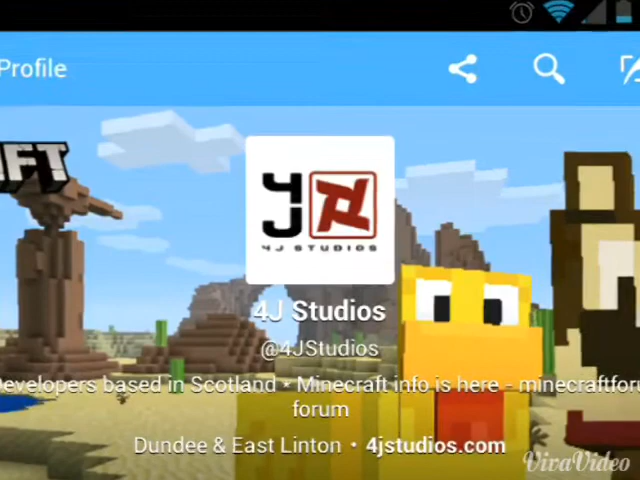 Profile
4J
4J STUDIOS
4J Studios
@4JStudios
Developers based in Scotland • Minecraft info is here -
forum
Dundee & East Linton • 4jstudios.com
VivaVideo